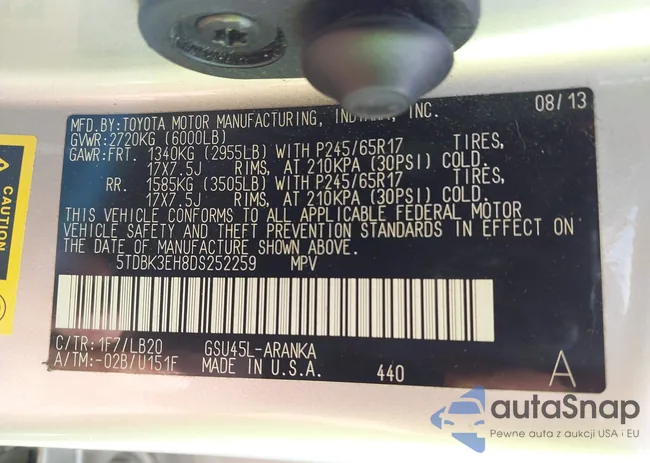 MFD.BY:TOYOTA MOTOR MANUFACTURING, INDIANA, INC. 08/13
GVWR:2720KG (6000LB)
GAWR:FRT. 1340KG (2955LB) WITH P245/65R17 TIRES,
17X7.5J RIMS, AT 210KPA (30PSI) COLD.
RR. 1585KG (3505LB) WITH P245/65R17 TIRES,
17X7.5J RIMS, AT 210KPA (30PSI) COLD.
THIS VEHICLE CONFORMS TO ALL APPLICABLE FEDERAL MOTOR
VEHICLE SAFETY AND THEFT PREVENTION STANDARDS IN EFFECT ON
THE DATE OF MANUFACTURE SHOWN ABOVE.
5TDBK3EH8DS252259 MPV
C/TR: 1F7/LB20 GSU45L-ARANKA
A/TM:-02B/U151F MADE IN U.S.A. 440 A
CAUTION
autaSnap
Pewne auta z aukcji USA i EU